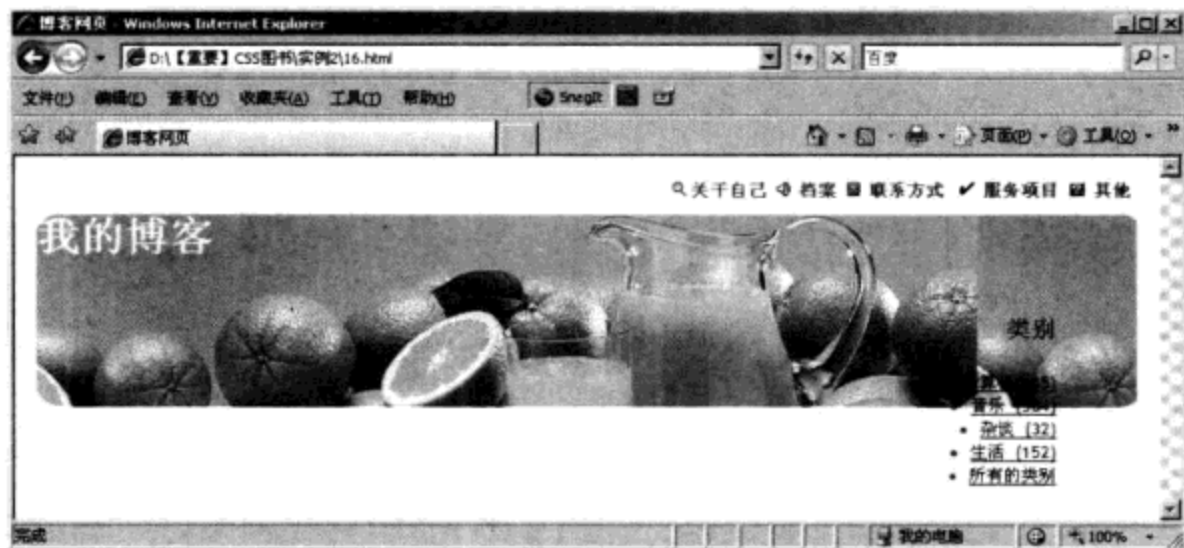 博客网页 - Windows Internet Explorer
D:\【重要】CSS图书\实例2\16.html 百度
文件(F) 编辑(E) 查看(V) 收藏夹(A) 工具(T) 帮助(H) SnagIt
博客网页 页面(P) 工具(O)
关于自己 档案 联系方式 服务项目 其他
我的博客
类别
音乐
杂谈 (32)
生活 (152)
所有的类别
完成 我的电脑 100%